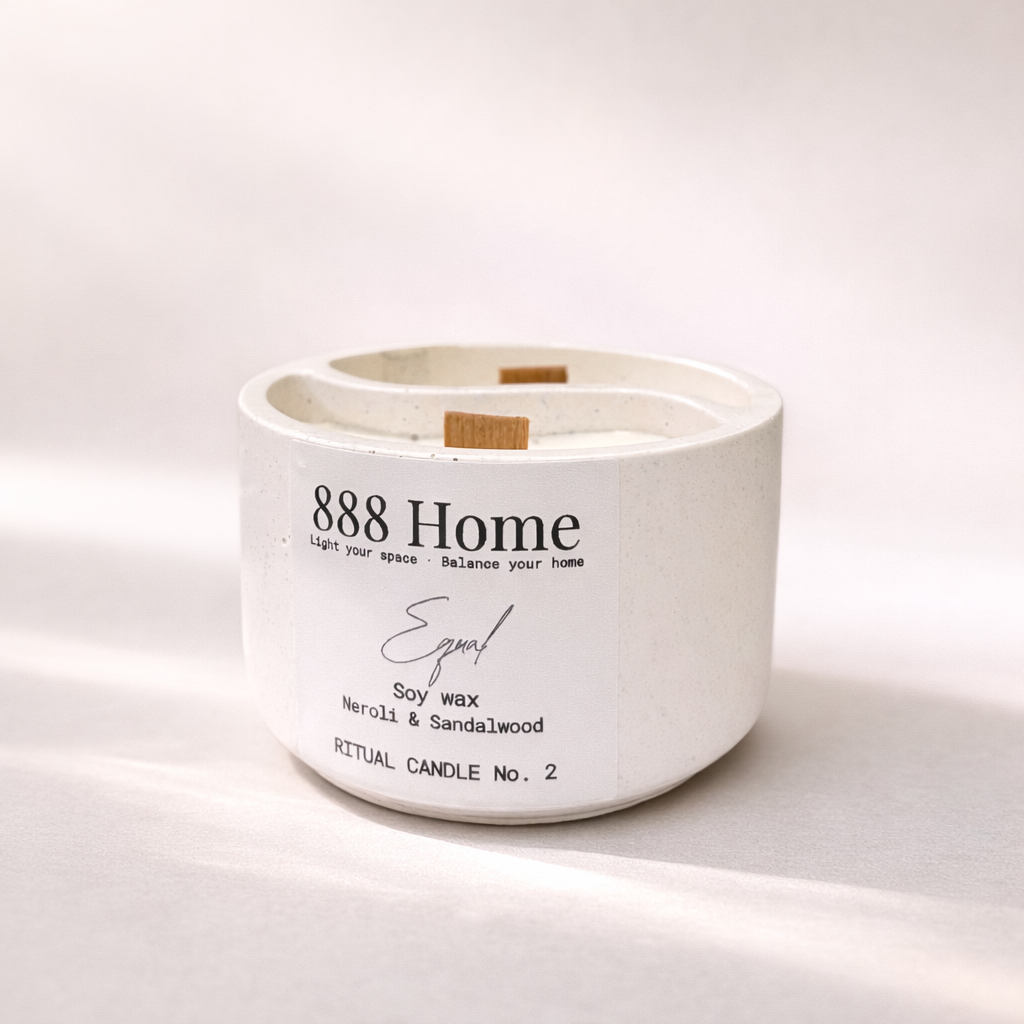 888 Home
Light your space · Balance your home
Equal
Soy wax
Neroli & Sandalwood
RITUAL CANDLE No. 2